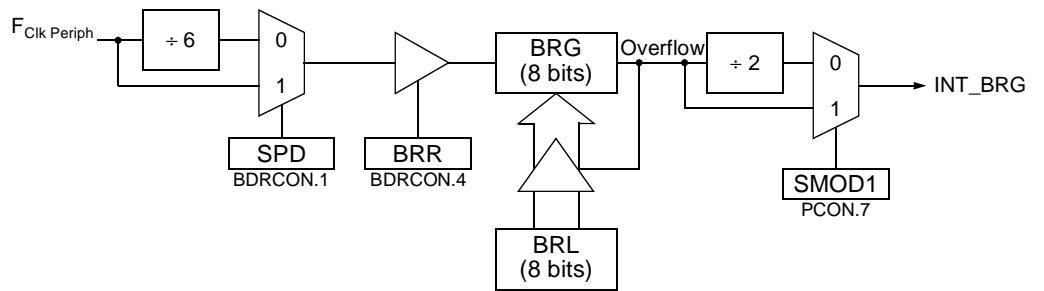 F Clk Periph
÷ 6
0
1
SPD
BDRCON.1
BRR
BDRCON.4
BRG
(8 bits)
Overflow
BRL
(8 bits)
÷ 2
0
1
SMOD1
PCON.7
INT_BRG